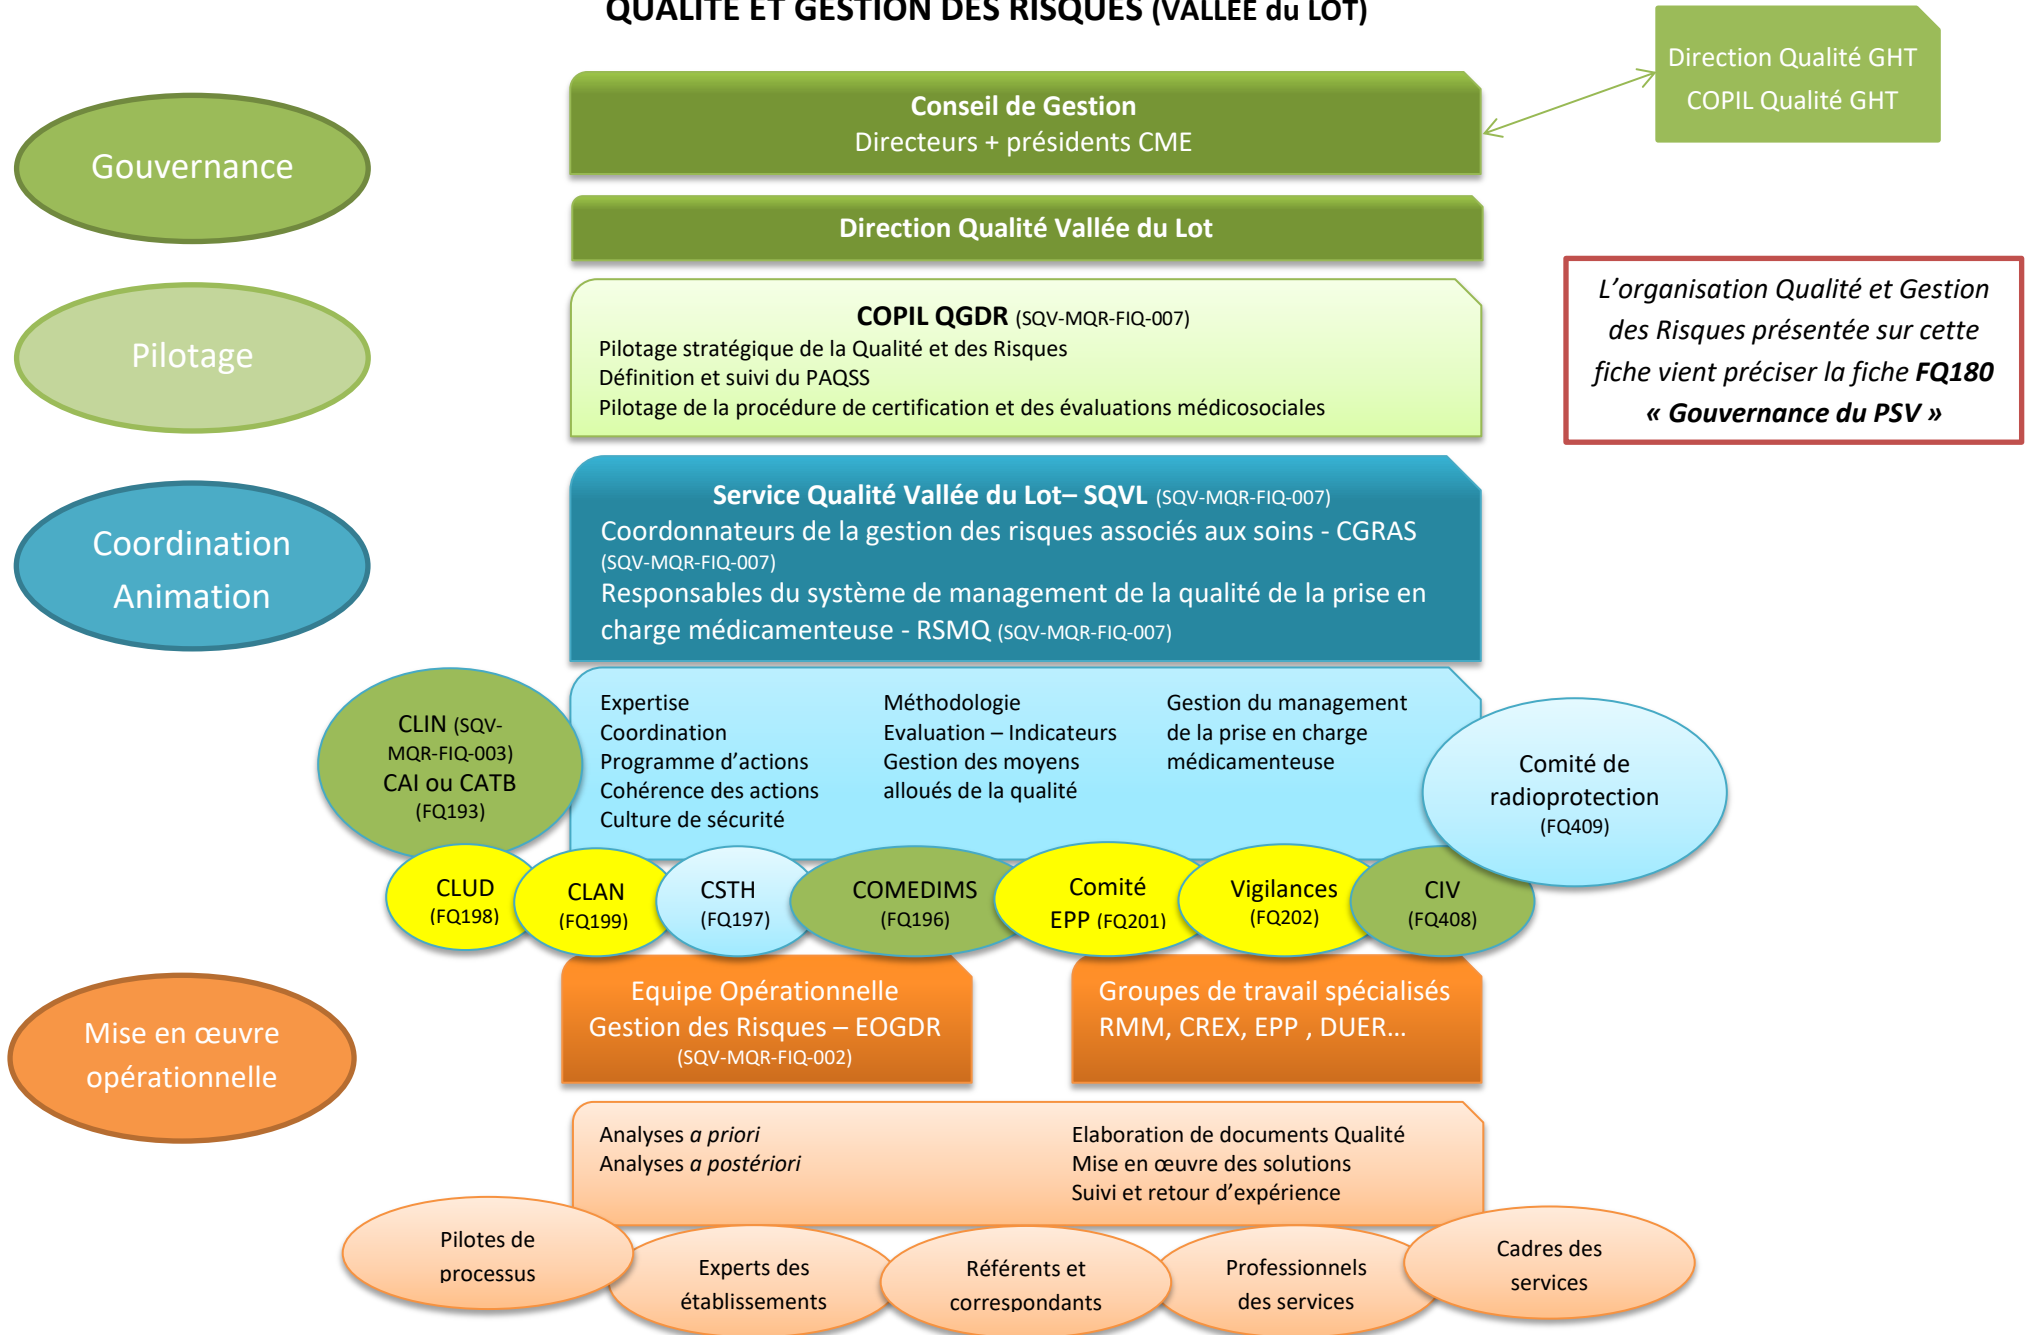 QUALITE ET GESTION DES RISQUES (VALLEE du LOT)
Direction Qualité GHT
COPIL Qualité GHT
Gouvernance
Conseil de Gestion
Directeurs + présidents CME
Direction Qualité Vallée du Lot
L’organisation Qualité et Gestion
des Risques présentée sur cette
fiche vient préciser la fiche FQ180
« Gouvernance du PSV »
Pilotage
COPIL QGDR (SQV-MQR-FIQ-007)
Pilotage stratégique de la Qualité et des Risques
Définition et suivi du PAQSS
Pilotage de la procédure de certification et des évaluations médicosociales
Coordination
Animation
Service Qualité Vallée du Lot– SQVL (SQV-MQR-FIQ-007)
Coordonnateurs de la gestion des risques associés aux soins - CGRAS
(SQV-MQR-FIQ-007)
Responsables du système de management de la qualité de la prise en
charge médicamenteuse - RSMQ (SQV-MQR-FIQ-007)
CLIN (SQV-
MQR-FIQ-003)
CAI ou CATB
(FQ193)
Expertise
Coordination
Programme d’actions
Cohérence des actions
Culture de sécurité
Méthodologie
Evaluation – Indicateurs
Gestion des moyens
alloués de la qualité
Gestion du management
de la prise en charge
médicamenteuse
Comité de
radioprotection
(FQ409)
CLUD
(FQ198)
CLAN
(FQ199)
CSTH
(FQ197)
COMEDIMS
(FQ196)
Comité
EPP (FQ201)
Vigilances
(FQ202)
CIV
(FQ408)
Mise en œuvre
opérationnelle
Equipe Opérationnelle
Gestion des Risques – EOGDR
(SQV-MQR-FIQ-002)
Groupes de travail spécialisés
RMM, CREX, EPP , DUER…
Analyses a priori
Analyses a postériori
Elaboration de documents Qualité
Mise en œuvre des solutions
Suivi et retour d’expérience
Pilotes de
processus
Experts des
établissements
Référents et
correspondants
Professionnels
des services
Cadres des
services